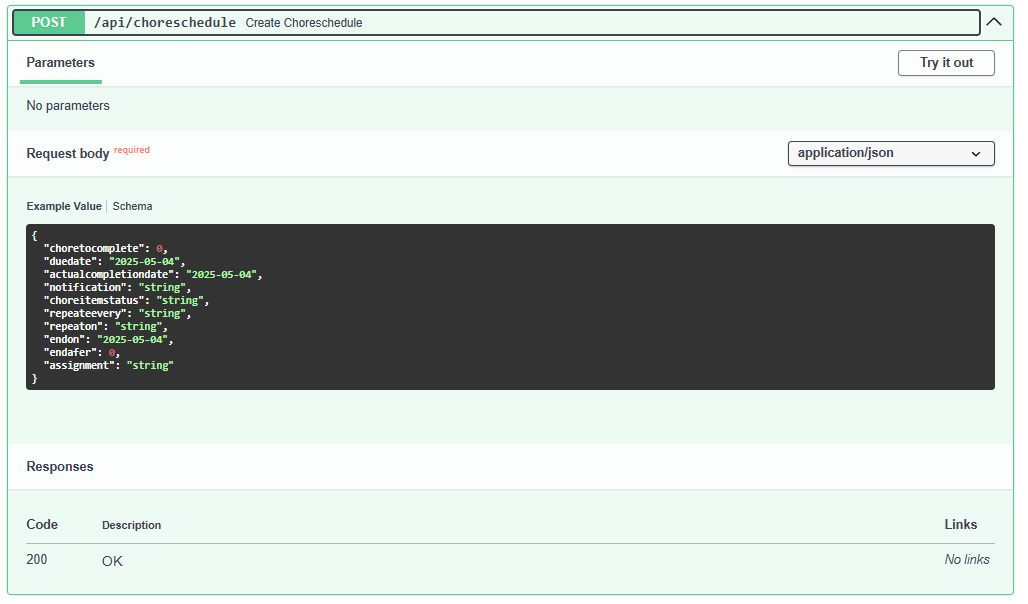 POST /api/choreschedule Create Choreschedule
Parameters
Try it out
No parameters
Request body required
application/json
Example Value | Schema
{
  "choretocomplete": 0,
  "duedate": "2025-05-04",
  "actualcompletiondate": "2025-05-04",
  "notification": "string",
  "choreitemstatus": "string",
  "repeateevery": "string",
  "repeaton": "string",
  "endon": "2025-05-04",
  "endafer": 0,
  "assignment": "string"
}
Responses
Code Description Links
200 OK No links